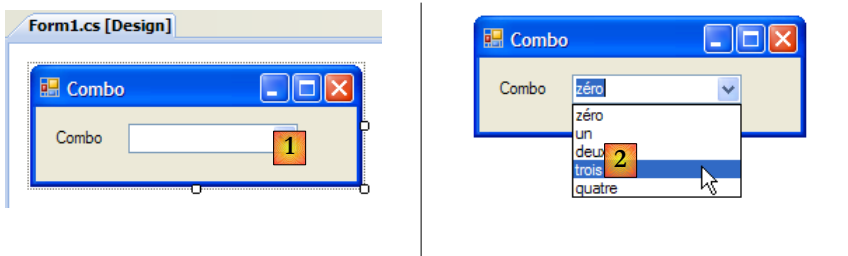 Form1.cs [Design]
Combo
Combo
1
Combo
Combo zéro
zéro
un
deux
2
trois
quatre